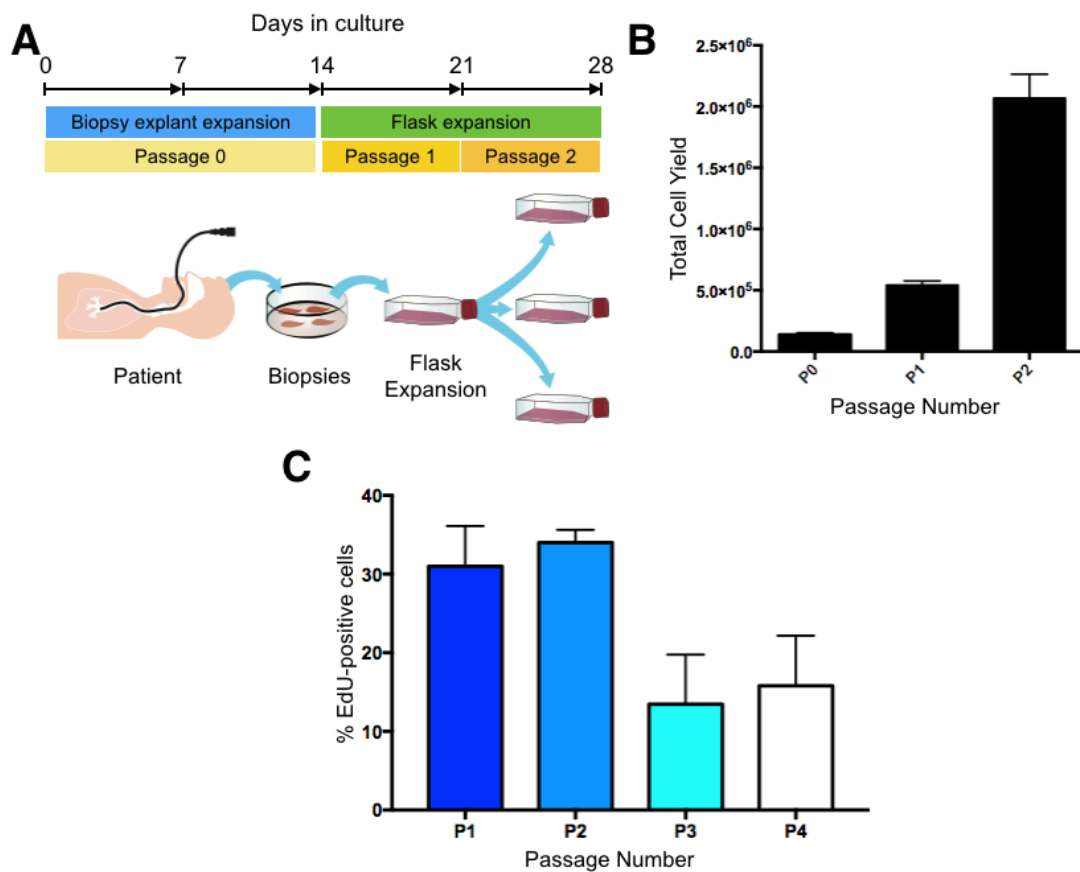 A
Days in culture
0 7 14 21 28
Biopsy explant expansion Flask expansion
Passage 0 Passage 1 Passage 2
Patient
Biopsies
Flask
Expansion
B
Total Cell Yield
2.5×10⁶
2.0×10⁶
1.5×10⁶
1.0×10⁶
5.0×10⁵
0.0
P0 P1 P2
Passage Number
C
% EdU-positive cells
40
30
20
10
0
P1 P2 P3 P4
Passage Number